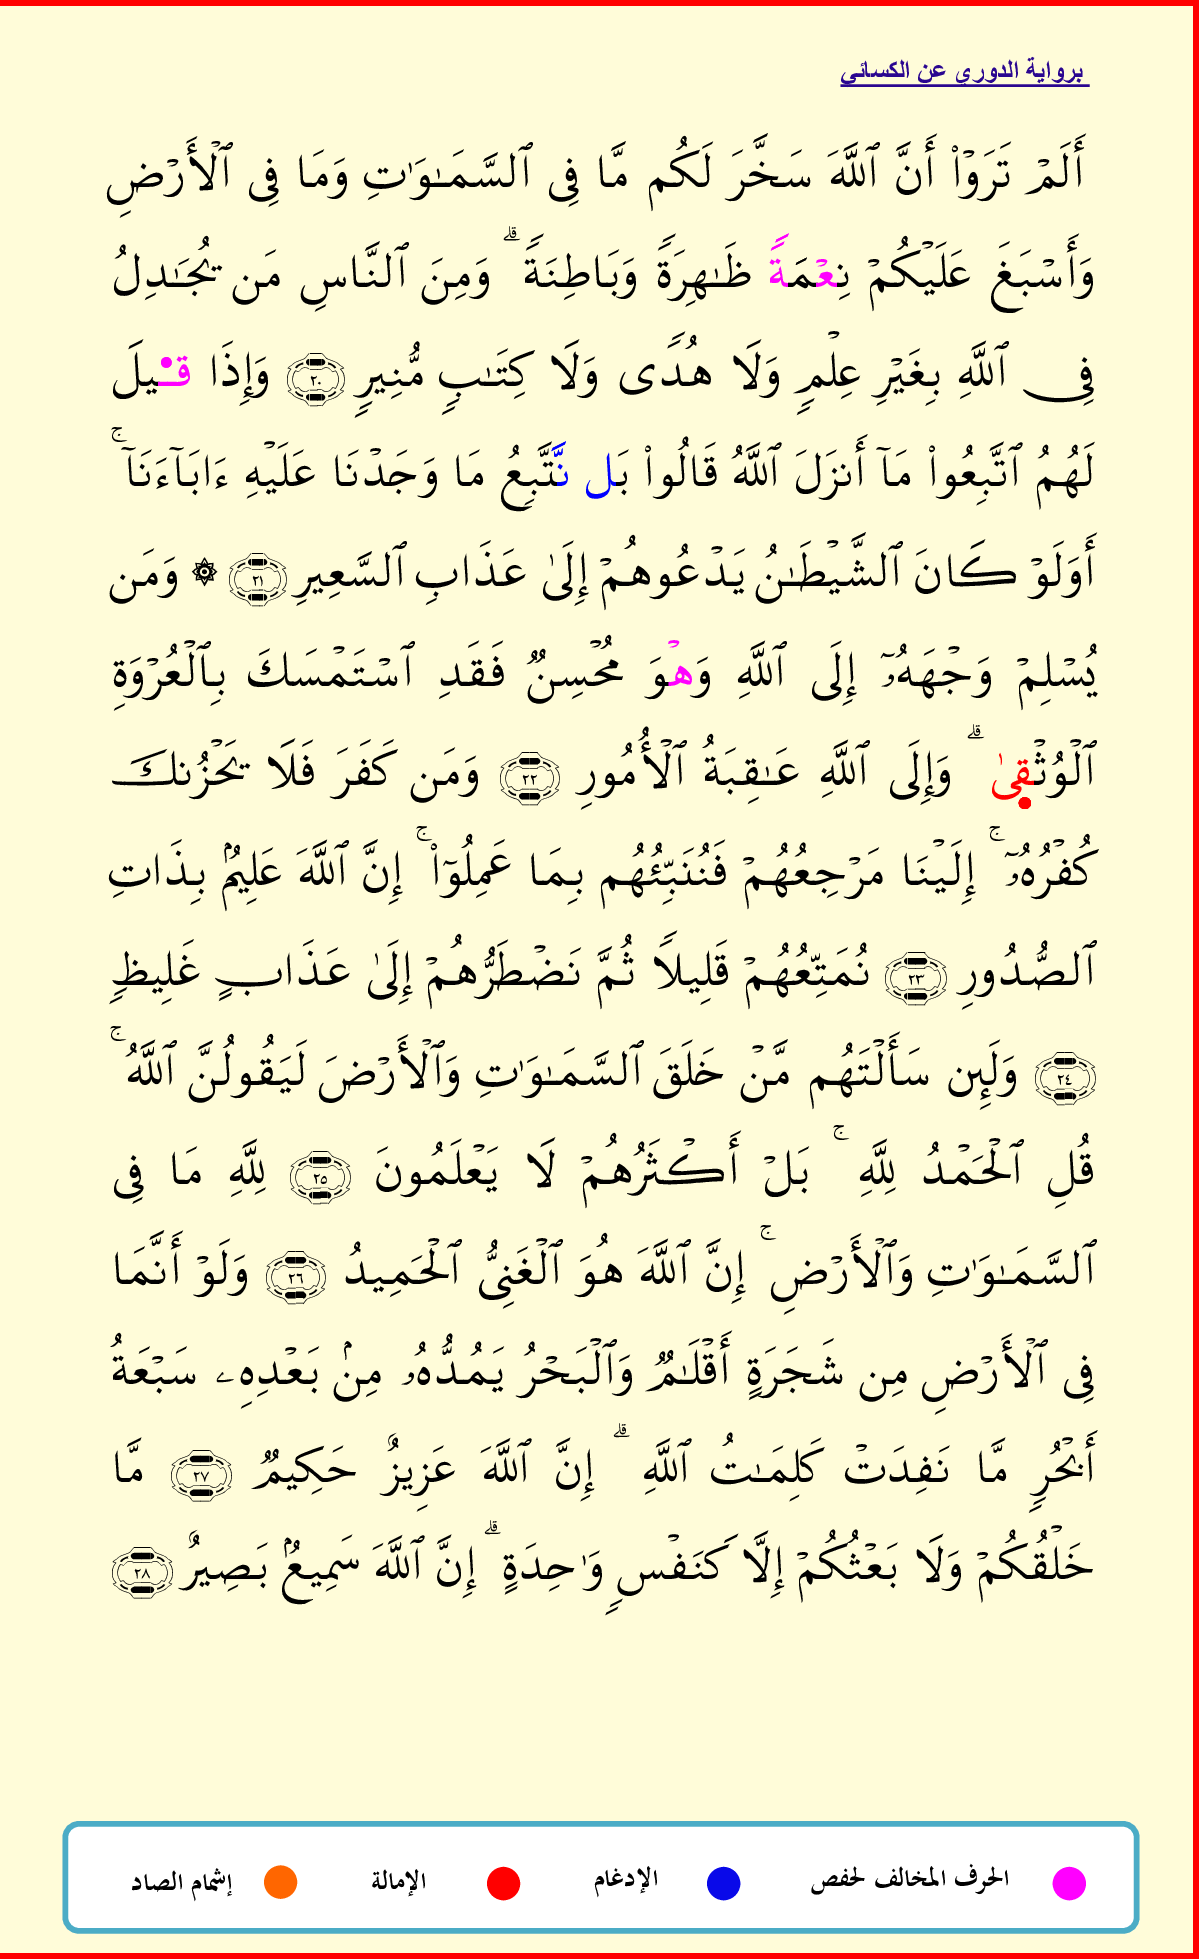 برواية الدوري عن الكسائي
أَلَمْ تَرَوْا۟ أَنَّ ٱللَّهَ سَخَّرَ لَكُم مَّا فِى ٱلسَّمَـٰوَٰتِ وَمَا فِى ٱلْأَرْضِ
وَأَسْبَغَ عَلَيْكُمْ نِعْمَةً ظَـٰهِرَةً وَبَاطِنَةً ۗ وَمِنَ ٱلنَّاسِ مَن يُجَـٰدِلُ
فِى ٱللَّهِ بِغَيْرِ عِلْمٍ وَلَا هُدًى وَلَا كِتَـٰبٍ مُّنِيرٍ ٢٠ وَإِذَا قِيلَ
لَهُمُ ٱتَّبِعُوا۟ مَآ أَنزَلَ ٱللَّهُ قَالُوا۟ بَل نَّتَّبِعُ مَا وَجَدْنَا عَلَيْهِ ءَابَآءَنَآ ۚ
أَوَلَوْ كَانَ ٱلشَّيْطَـٰنُ يَدْعُوهُمْ إِلَىٰ عَذَابِ ٱلسَّعِيرِ ٢١ ۞ وَمَن
يُسْلِمْ وَجْهَهُۥٓ إِلَى ٱللَّهِ وَهْوَ مُحْسِنٌ فَقَدِ ٱسْتَمْسَكَ بِٱلْعُرْوَةِ
ٱلْوُثْقِىٰ ۗ وَإِلَى ٱللَّهِ عَـٰقِبَةُ ٱلْأُمُورِ ٢٢ وَمَن كَفَرَ فَلَا يَحْزُنكَ
كُفْرُهُۥٓ ۚ إِلَيْنَا مَرْجِعُهُمْ فَنُنَبِّئُهُم بِمَا عَمِلُوٓا۟ ۚ إِنَّ ٱللَّهَ عَلِيمٌۢ بِذَاتِ
ٱلصُّدُورِ ٢٣ نُمَتِّعُهُمْ قَلِيلًا ثُمَّ نَضْطَرُّهُمْ إِلَىٰ عَذَابٍ غَلِيظٍ
٢٤ وَلَئِن سَأَلْتَهُم مَّنْ خَلَقَ ٱلسَّمَـٰوَٰتِ وَٱلْأَرْضَ لَيَقُولُنَّ ٱللَّهُ ۚ
قُلِ ٱلْحَمْدُ لِلَّهِ ۚ بَلْ أَكْثَرُهُمْ لَا يَعْلَمُونَ ٢٥ لِلَّهِ مَا فِى
ٱلسَّمَـٰوَٰتِ وَٱلْأَرْضِ ۚ إِنَّ ٱللَّهَ هُوَ ٱلْغَنِىُّ ٱلْحَمِيدُ ٢٦ وَلَوْ أَنَّمَا
فِى ٱلْأَرْضِ مِن شَجَرَةٍ أَقْلَـٰمٌ وَٱلْبَحْرُ يَمُدُّهُۥ مِنۢ بَعْدِهِۦ سَبْعَةُ
أَبْحُرٍ مَّا نَفِدَتْ كَلِمَـٰتُ ٱللَّهِ ۗ إِنَّ ٱللَّهَ عَزِيزٌ حَكِيمٌ ٢٧ مَّا
خَلْقُكُمْ وَلَا بَعْثُكُمْ إِلَّا كَنَفْسٍ وَٰحِدَةٍ ۗ إِنَّ ٱللَّهَ سَمِيعٌۢ بَصِيرٌ ٢٨
الحرف المخالف لحفص الإدغام الإمالة إشمام الصاد